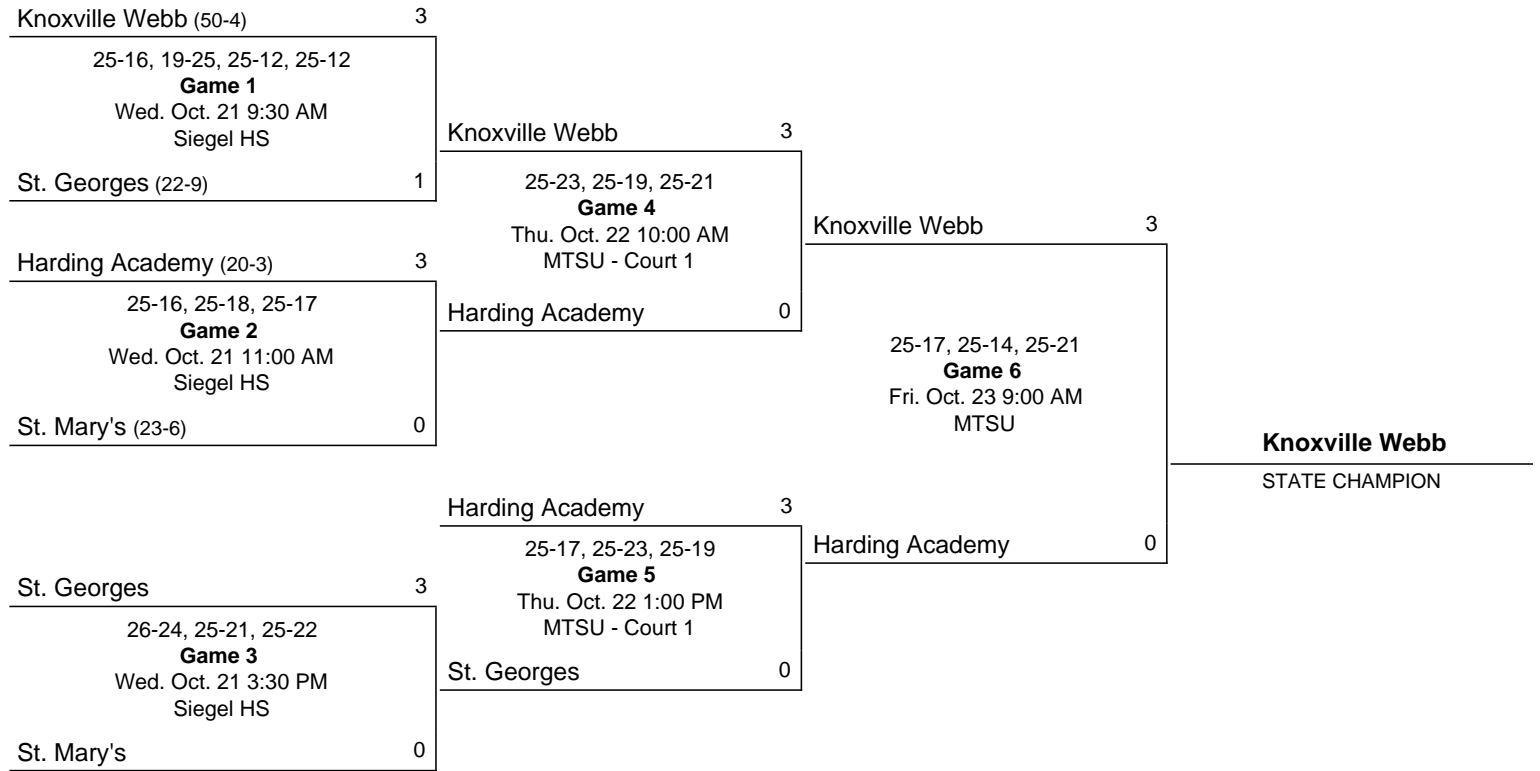 Knoxville Webb (50-4) 3
25-16, 19-25, 25-12, 25-12
Game 1
Wed. Oct. 21 9:30 AM
Siegel HS
St. Georges (22-9) 1
Harding Academy (20-3) 3
25-16, 25-18, 25-17
Game 2
Wed. Oct. 21 11:00 AM
Siegel HS
St. Mary's (23-6) 0
St. Georges 3
26-24, 25-21, 25-22
Game 3
Wed. Oct. 21 3:30 PM
Siegel HS
St. Mary's 0
Knoxville Webb 3
25-23, 25-19, 25-21
Game 4
Thu. Oct. 22 10:00 AM
MTSU - Court 1
Harding Academy 0
Harding Academy 3
25-17, 25-23, 25-19
Game 5
Thu. Oct. 22 1:00 PM
MTSU - Court 1
St. Georges 0
Knoxville Webb 3
25-17, 25-14, 25-21
Game 6
Fri. Oct. 23 9:00 AM
MTSU
Harding Academy 0
Knoxville Webb
STATE CHAMPION